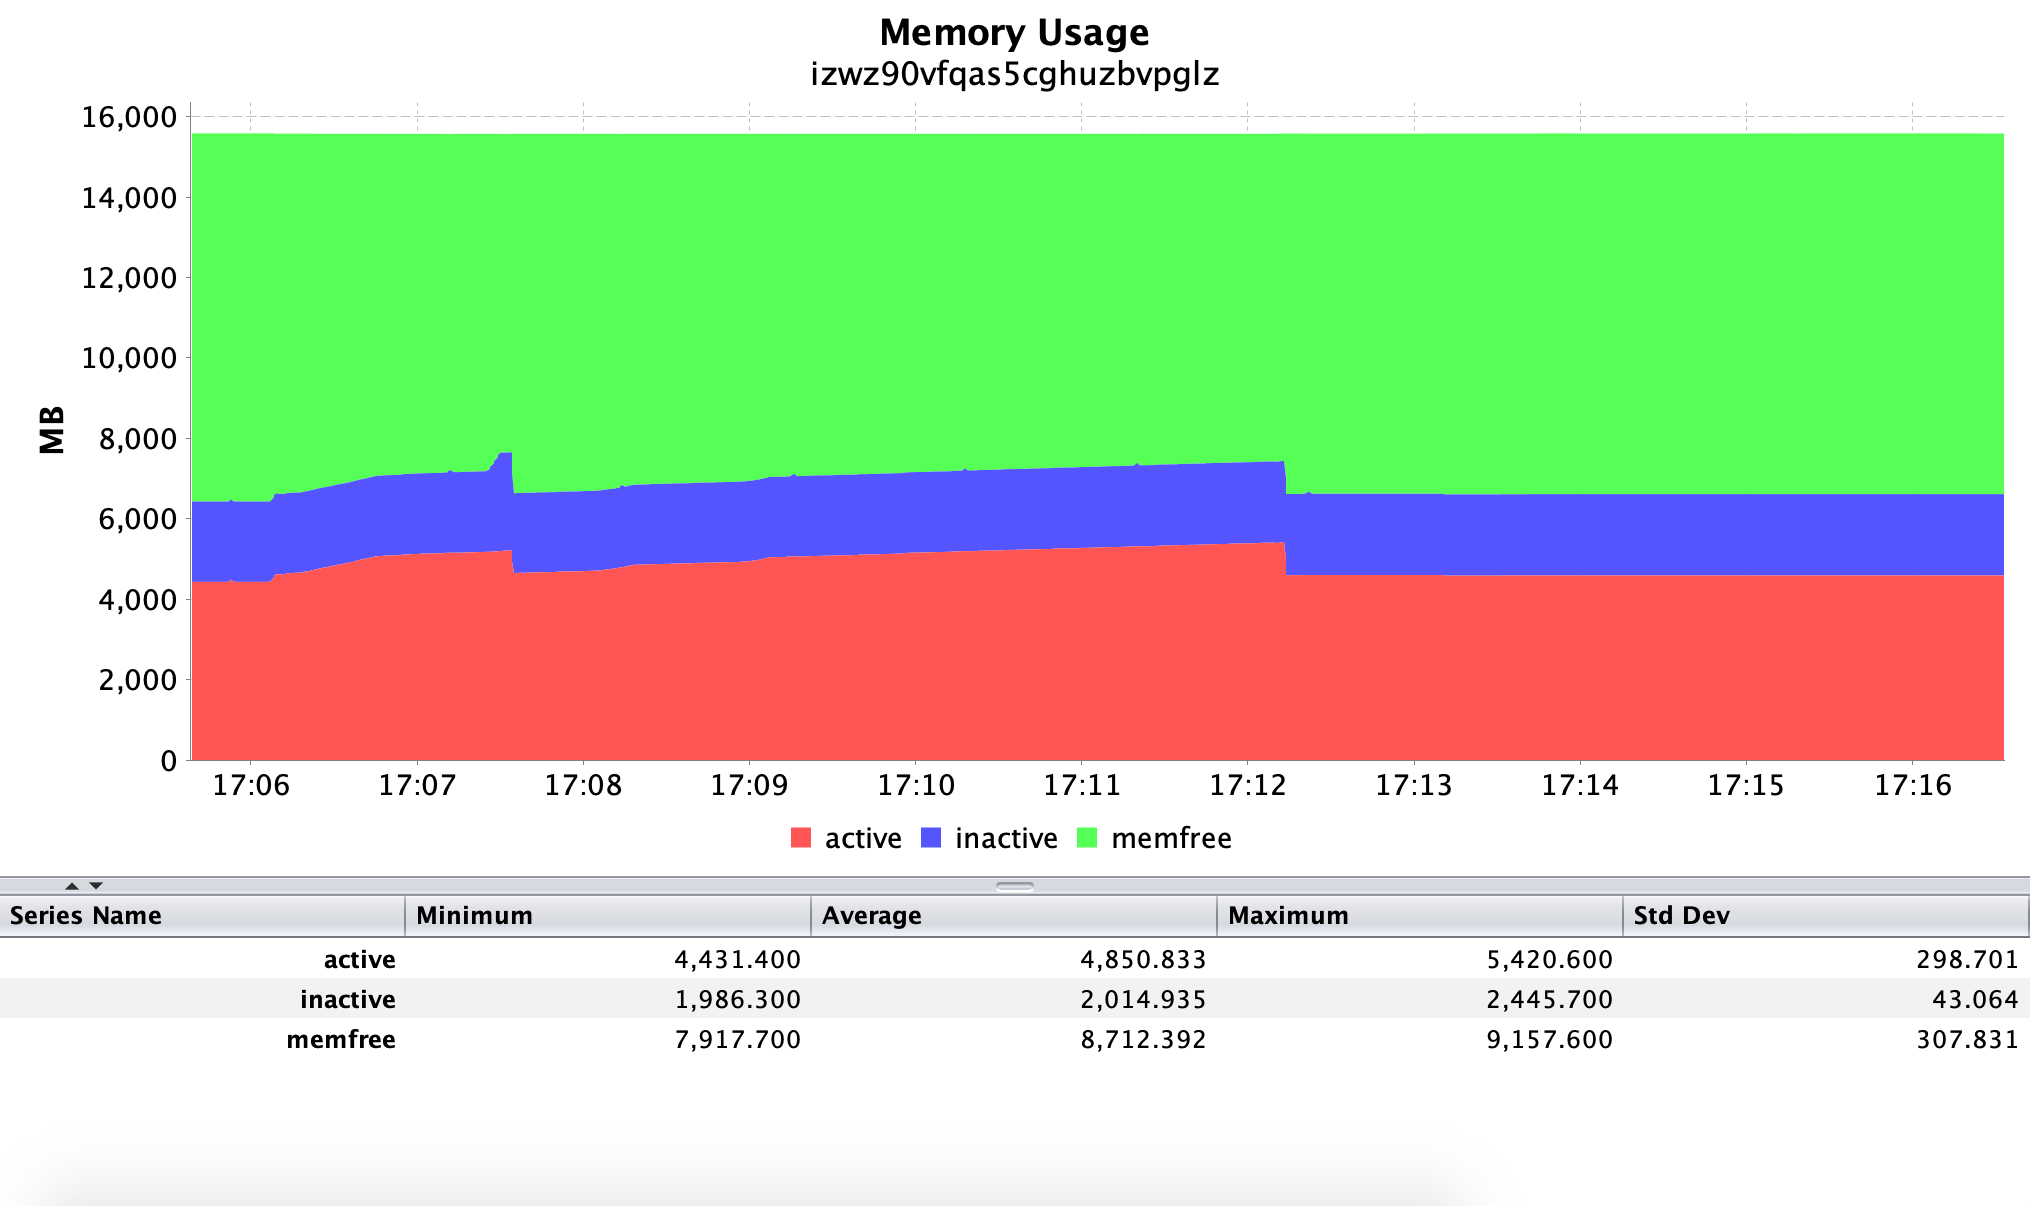 Memory Usage
izwz90vfqas5cghuzbvpglz
16,000
14,000
12,000
10,000
8,000
6,000
4,000
2,000
0
MB
17:06 17:07 17:08 17:09 17:10 17:11 17:12 17:13 17:14 17:15 17:16
active inactive memfree
Series Name Minimum Average Maximum Std Dev
active 4,431.400 4,850.833 5,420.600 298.701
inactive 1,986.300 2,014.935 2,445.700 43.064
memfree 7,917.700 8,712.392 9,157.600 307.831